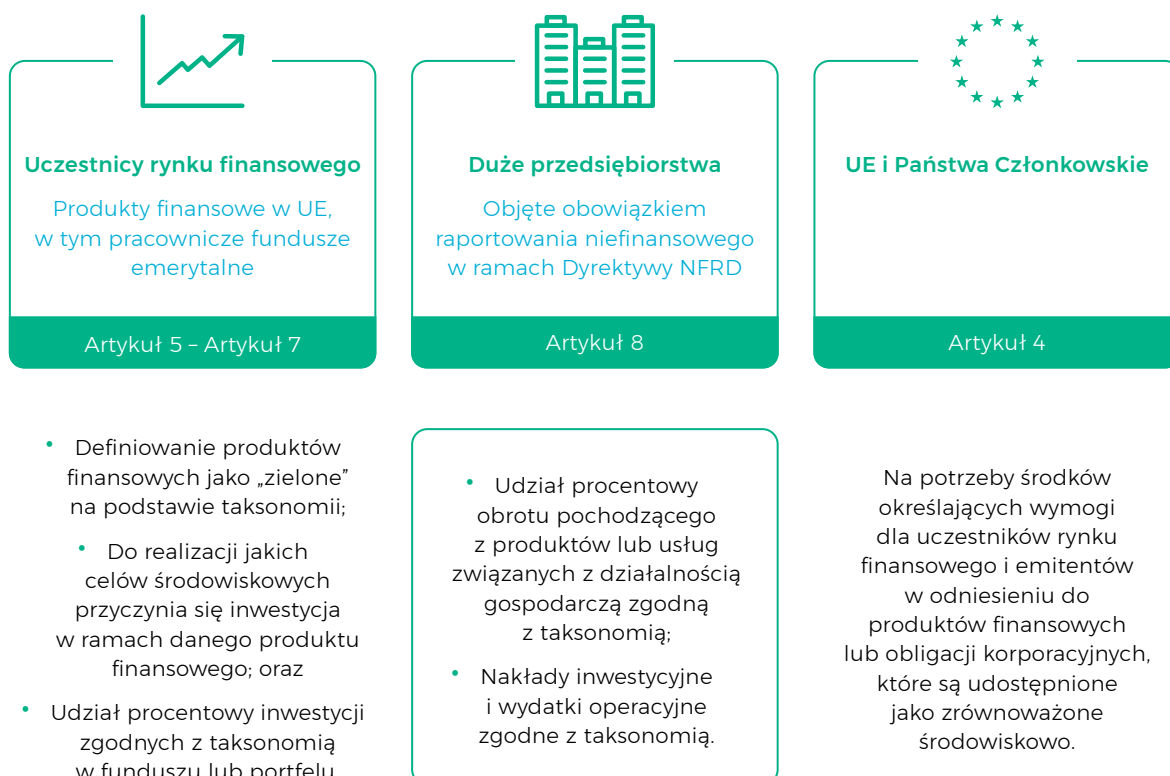 Uczestnicy rynku finansowego
Produkty finansowe w UE,
w tym pracownicze fundusze
emerytalne
Artykuł 5 – Artykuł 7
Duże przedsiębiorstwa
Objęte obowiązkiem
raportowania niefinansowego
w ramach Dyrektywy NFRD
Artykuł 8
UE i Państwa Członkowskie
Artykuł 4
• Definiowanie produktów
finansowych jako „zielone”
na podstawie taksonomii;
• Do realizacji jakich
celów środowiskowych
przyczynia się inwestycja
w ramach danego produktu
finansowego; oraz
• Udział procentowy inwestycji
zgodnych z taksonomią
w funduszu lub portfelu
• Udział procentowy
obrotu pochodzącego
z produktów lub usług
związanych z działalnością
gospodarczą zgodną
z taksonomią;
• Nakłady inwestycyjne
i wydatki operacyjne
zgodne z taksonomią.
Na potrzeby środków
określających wymogi
dla uczestników rynku
finansowego i emitentów
w odniesieniu do
produktów finansowych
lub obligacji korporacyjnych,
które są udostępnione
jako zrównoważone
środowiskowo.